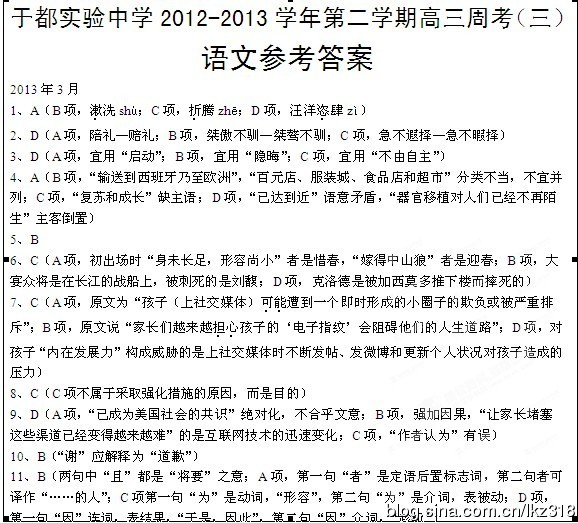 于都实验中学2012-2013学年第二学期高三周考（三）
语文参考答案
2013年3月
1、A（B项，漱洗shù；C项，折腾zhē；D项，汪洋恣肆zì）
2、D（A项，陪礼—赔礼；B项，桀傲不驯—桀骜不驯；C项，急不遐择—急不暇择）
3、D（A项，宜用“启动”；B项，宜用“隐晦”；C项，宜用“不由自主”）
4、A（B项，“输送到西班牙乃至欧洲”，“百元店、服装城、食品店和超市”分类不当，不宜并
列；C项，“复苏和成长”缺主语；D项，“已达到近”语意矛盾，“器官移植对人们已经不再陌
生”主客倒置）
5、B
6、C（A项，初出场时“身未长足，形容尚小”者是惜春，“嫁得中山狼”者是迎春；B项，大
宴众将是在长江的战船上，被刺死的是刘馥；D项，克洛德是被加西莫多推下楼而摔死的）
7、C（A项，原文为“孩子（上社交媒体）可能遭到一个即时形成的小圈子的欺负或被严重排
斥”；B项，原文说“家长们越来越担心孩子的‘电子指纹’会阻碍他们的人生道路”；D项，对
孩子“内在发展力”构成威胁的是上社交媒体时不断发帖、发微博和更新个人状况对孩子造成的
压力）
8、C（C项不属于采取强化措施的原因，而是目的）
9、D（A项，“已成为美国社会的共识”绝对化，不合乎文意；B项，强加因果，“让家长堵塞
这些渠道已经变得越来越难”的是互联网技术的迅速变化；C项，“作者认为”有误）
10、B（“谢”应解释为“道歉”）
11、B（两句中“且”都是“将要”之意；A项，第一句“者”是定语后置标志词，第二句者可
译作“……的人”；C项第一句“为”是动词，“形容”，第二句“为”是介词，表被动；D项，
第一句“因”连词，表结果，“于是，因此”，第二句“因”介词，
blog.sina.com.cn/lkz318